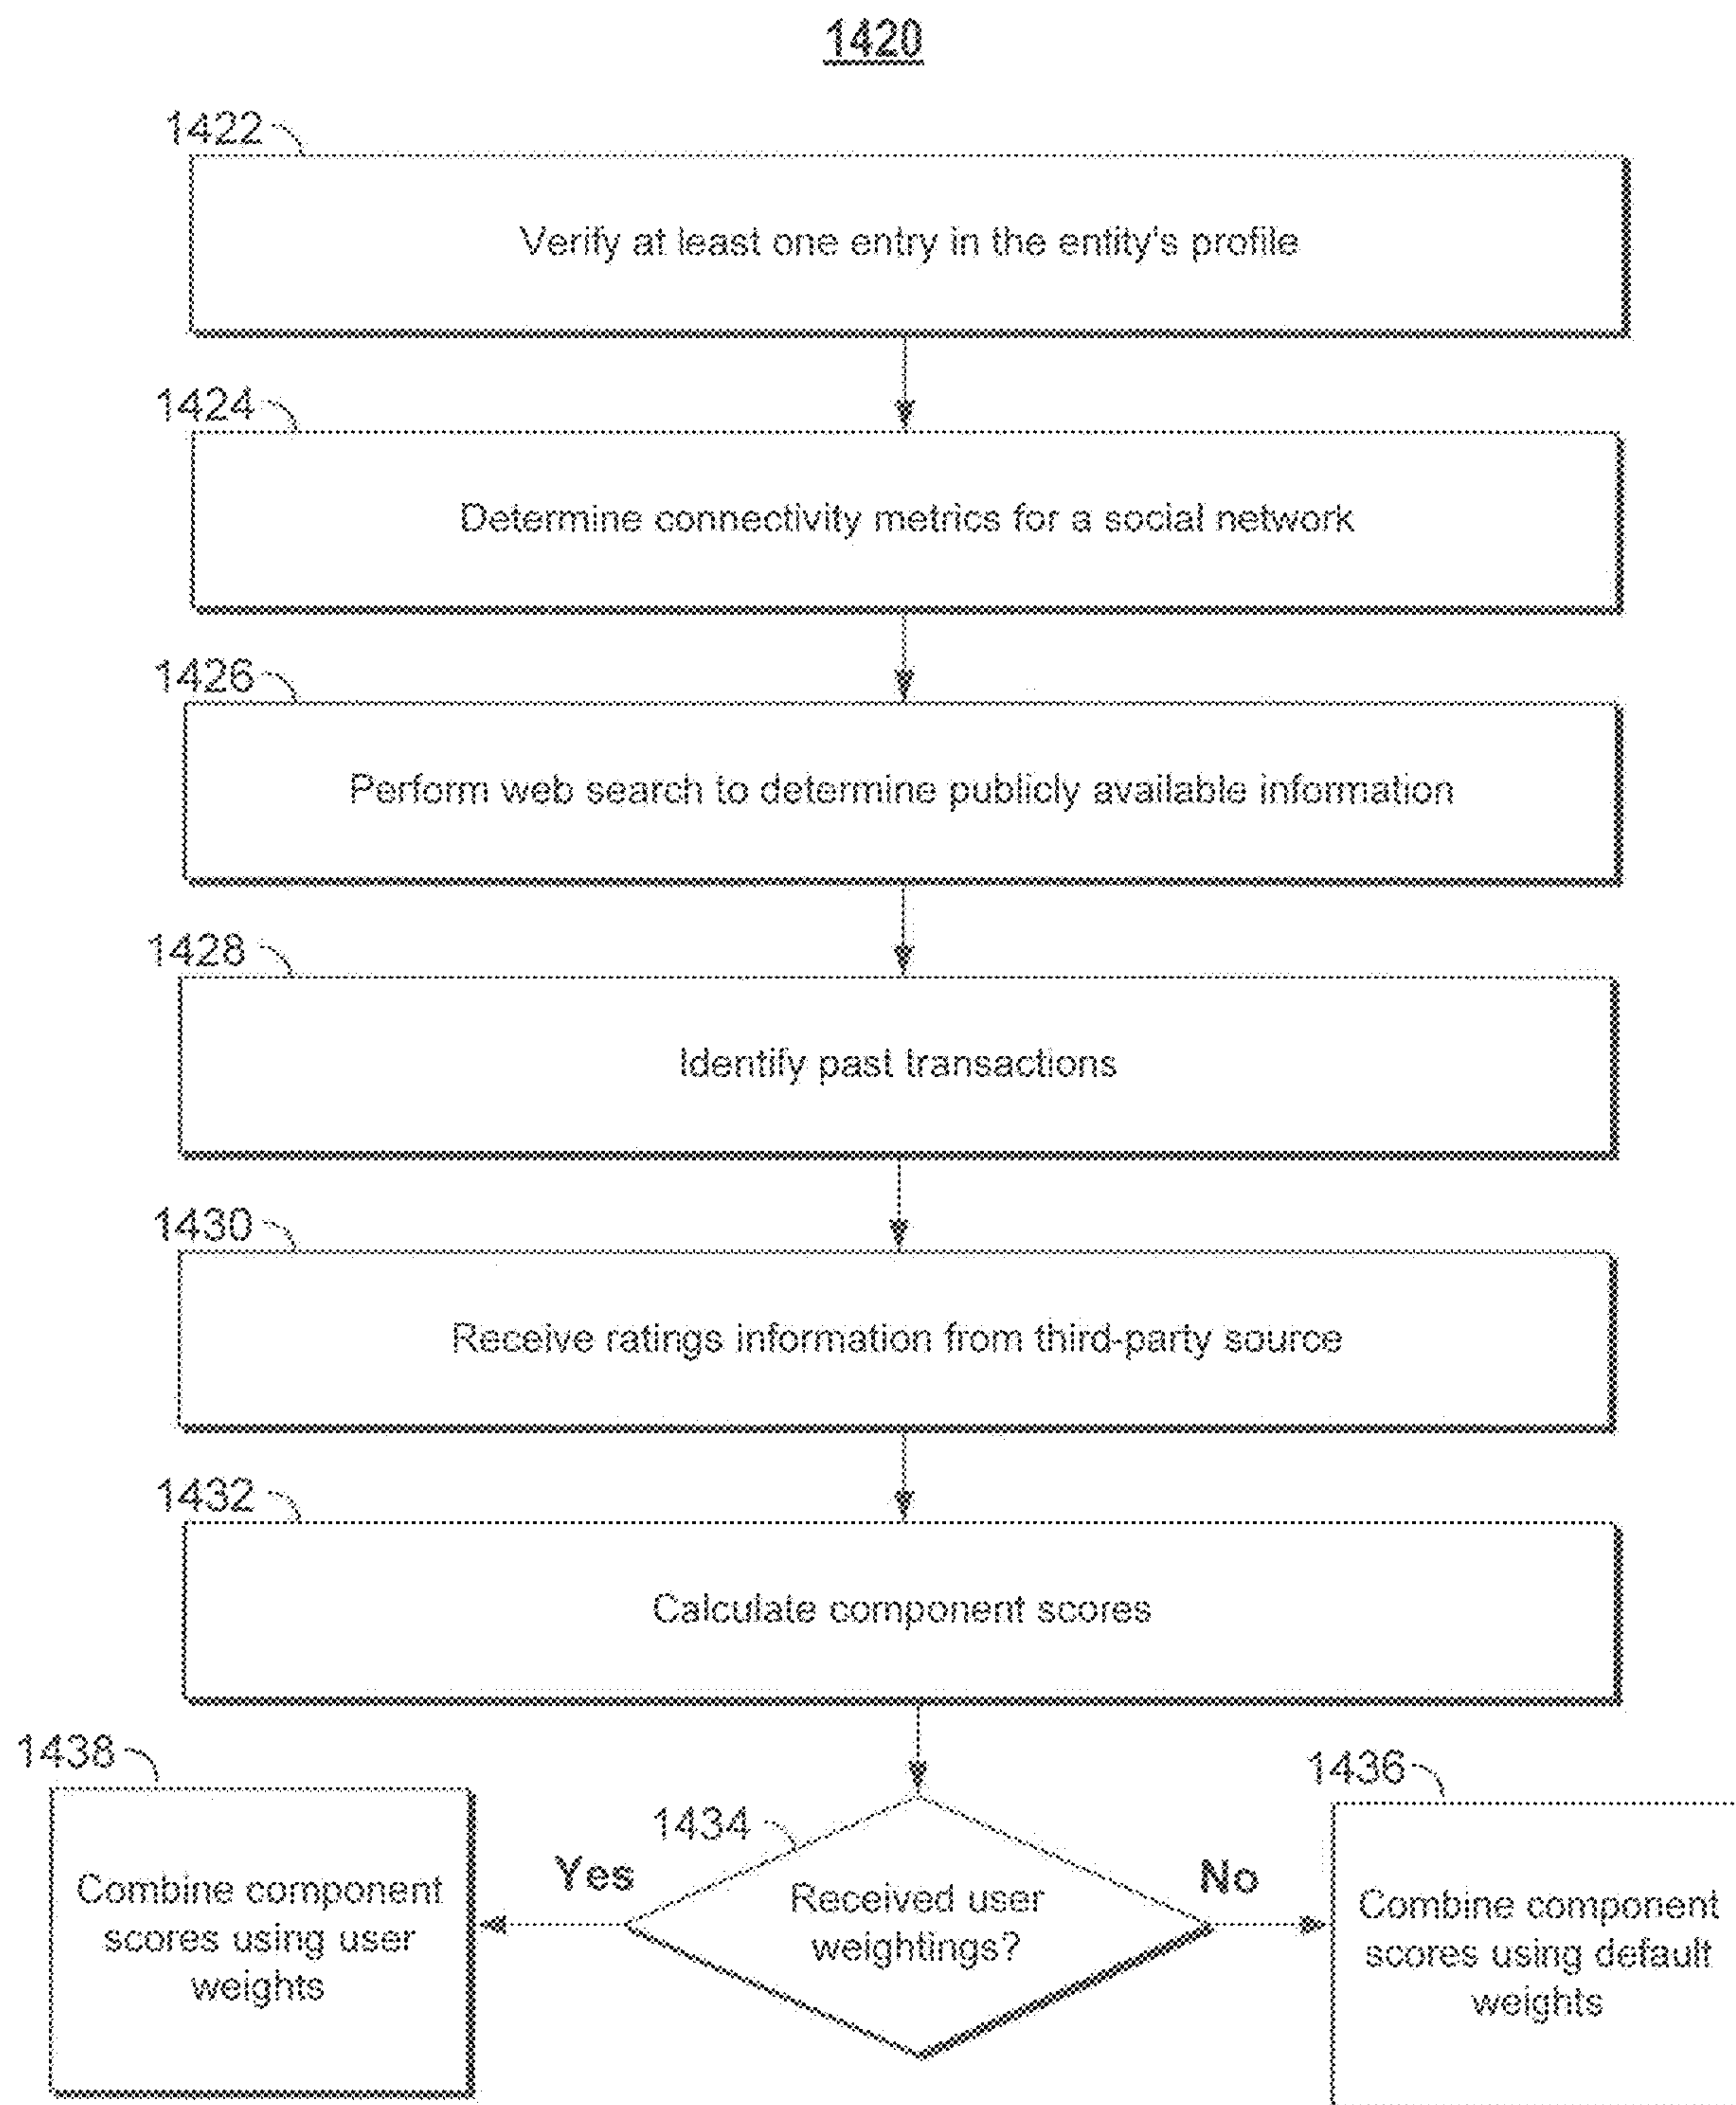 1420
1422
Verify at least one entry in the entity's profile
1424
Determine connectivity metrics for a social network
1426
Perform web search to determine publicly available information
1428
Identify past transactions
1430
Receive ratings information from third-party source
1432
Calculate component scores
1438
Combine component
scores using user
weights
1434
Yes
Received user
weightings?
No
1436
Combine component
scores using default
weights